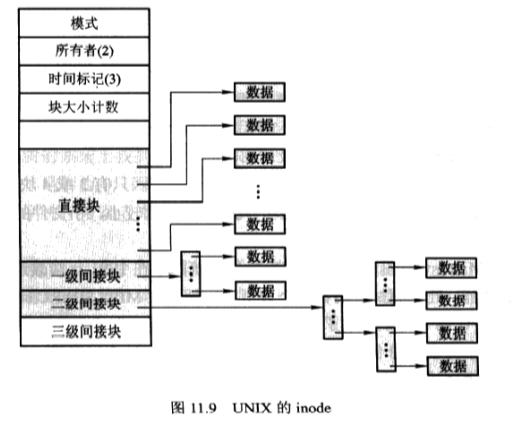 模式
所有者(2)
时间标记(3)
块大小计数
直接块
一级间接块
二级间接块
三级间接块
数据
数据
数据
数据
数据
数据
数据
数据
数据
数据
图 11.9 UNIX 的 inode